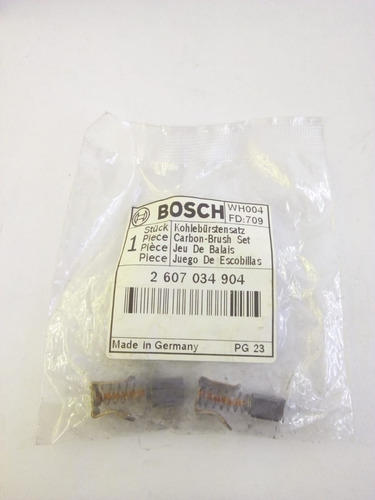 BOSCH
WH004
FD:709
1
Stück Kohlebürstensatz
Piece Carbon-Brush Set
Pièce Jeu De Balais
Piece Juego De Escobillas
2 607 034 904
Made in Germany PG 23